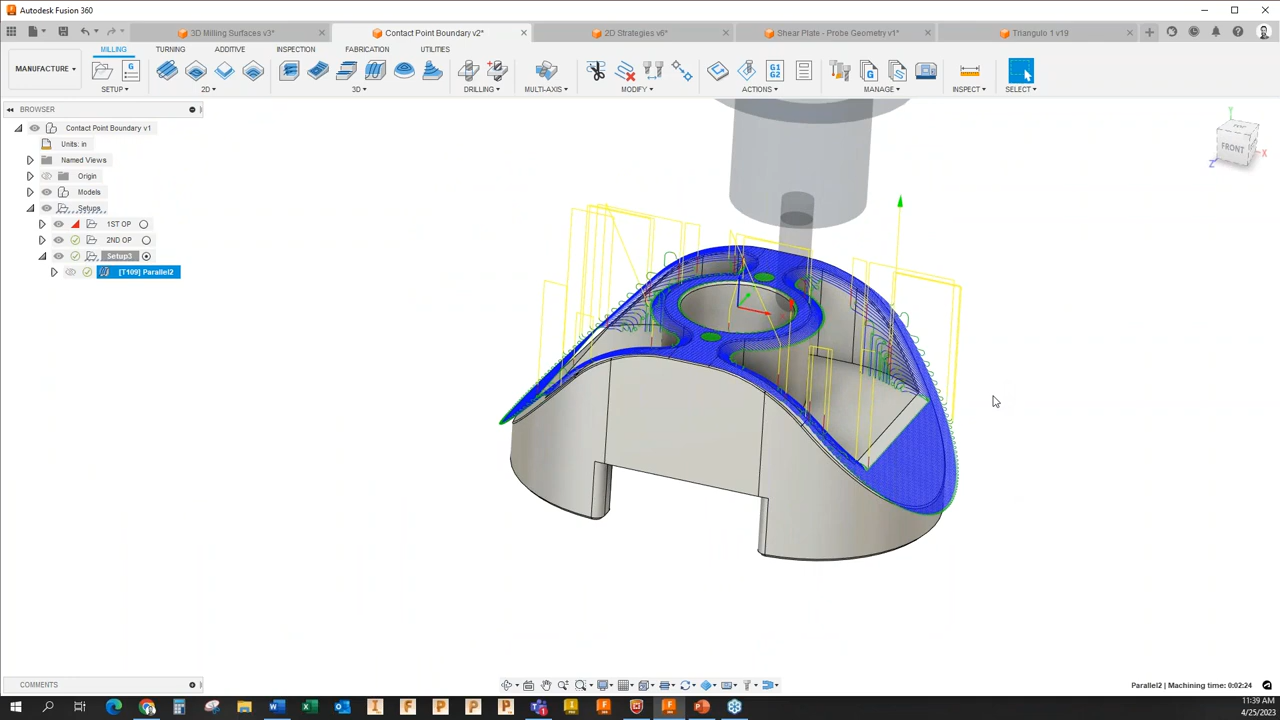 Autodesk Fusion 360
3D Milling Surfaces v3*
Contact Point Boundary v2*
2D Strategies v6*
Shear Plate - Probe Geometry v1*
Triangulo 1 v19
MILLING TURNING ADDITIVE INSPECTION FABRICATION UTILITIES
MANUFACTURE
G1
G2
SETUP 2D 3D DRILLING MULTI-AXIS MODIFY ACTIONS MANAGE INSPECT SELECT
BROWSER
Contact Point Boundary v1
Units: in
Named Views
Origin
Models
Setups
1ST OP
2ND OP
Setup3
[T109] Parallel2
Y
FRONT
X
Z
COMMENTS
Parallel2 | Machining time: 0:02:24
11:39 AM
4/25/2023